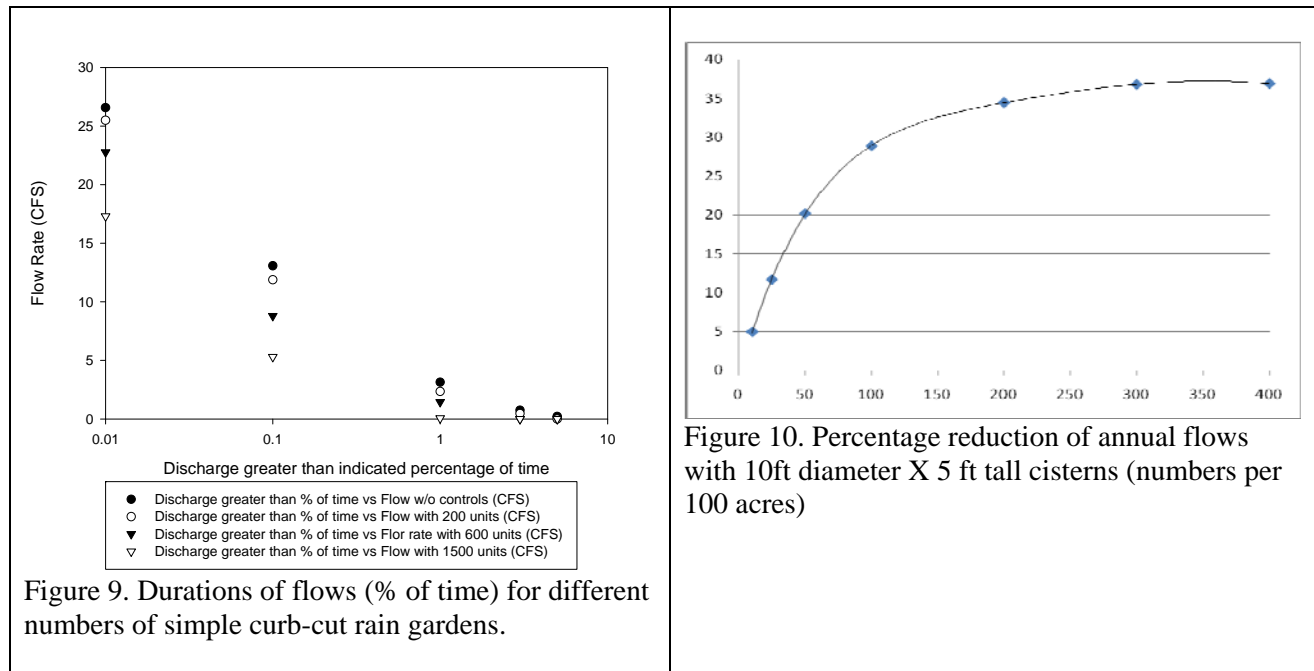 30
25
20
15
10
5
0
Flow Rate (CFS)
0.01 0.1 1 10
Discharge greater than indicated percentage of time
Discharge greater than % of time vs Flow w/o controls (CFS)
Discharge greater than % of time vs Flow with 200 units (CFS)
Discharge greater than % of time vs Flor rate with 600 units (CFS)
Discharge greater than % of time vs Flow with 1500 units (CFS)
Figure 9. Durations of flows (% of time) for different
numbers of simple curb-cut rain gardens.
40
35
30
25
20
15
10
5
0
0 50 100 150 200 250 300 350 400
Figure 10. Percentage reduction of annual flows
with 10ft diameter X 5 ft tall cisterns (numbers per
100 acres)